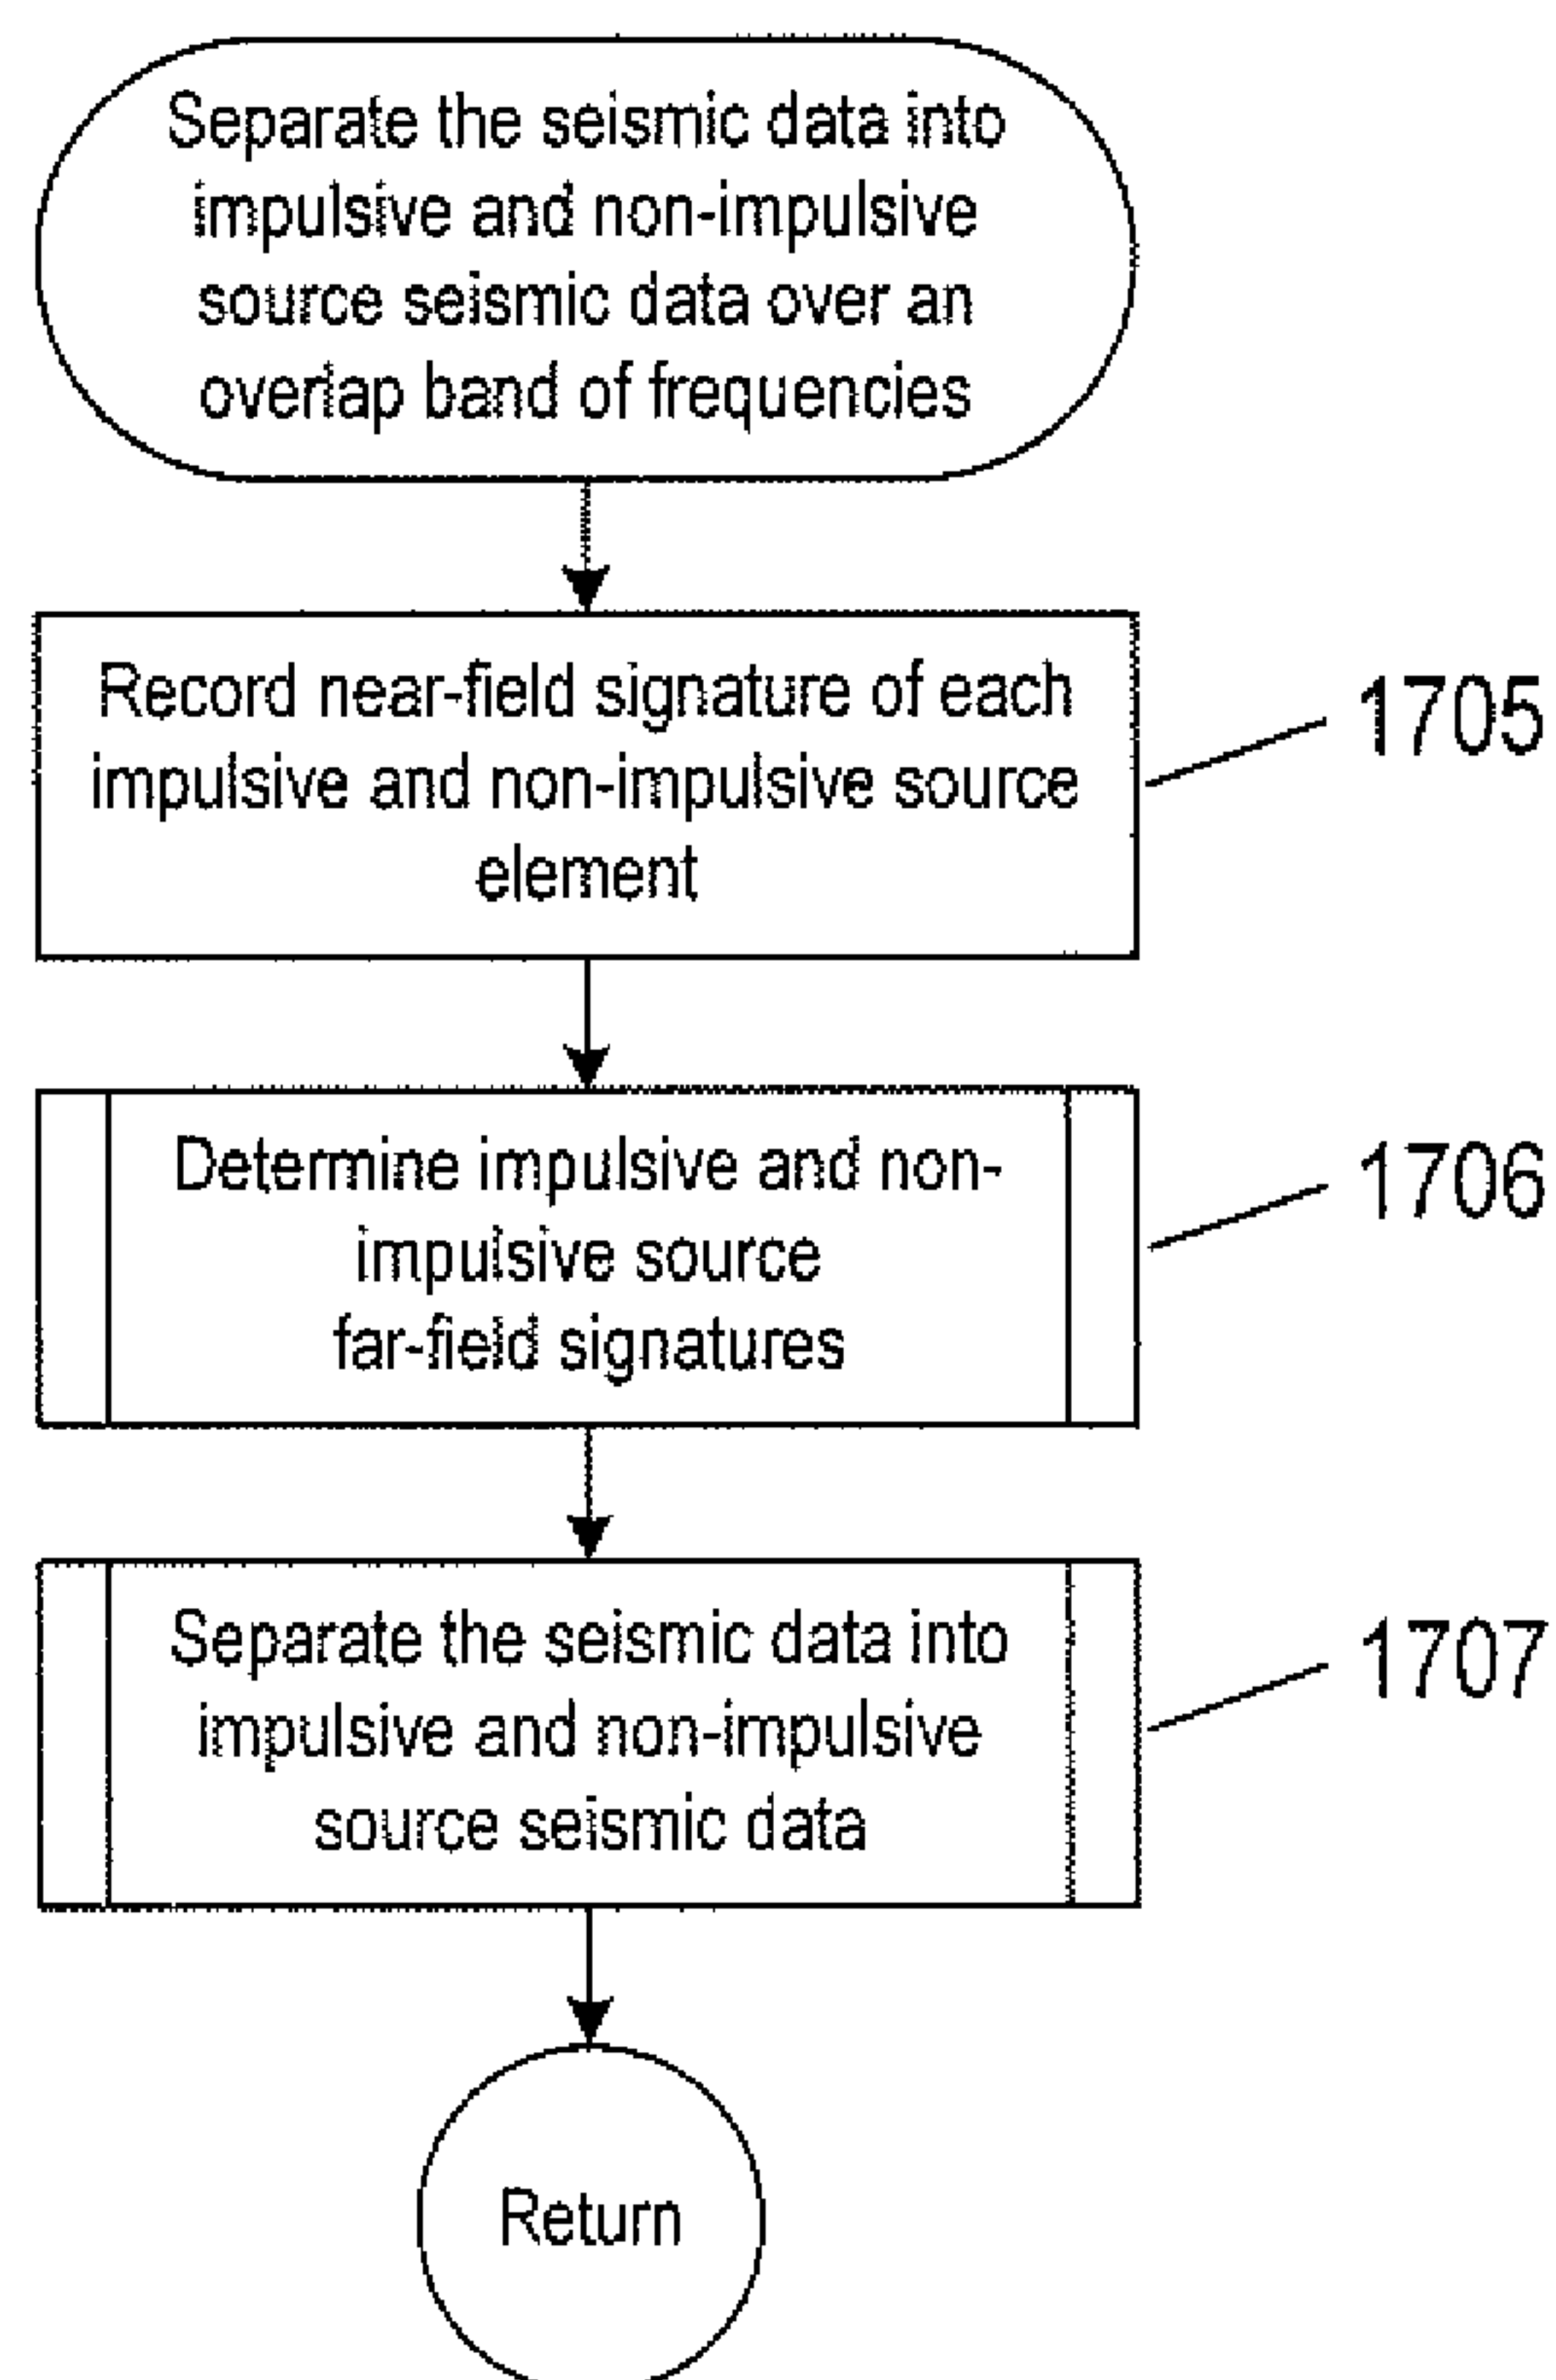 Separate the seismic data into
impulsive and non-impulsive
source seismic data over an
overlap band of frequencies
Record near-field signature of each
impulsive and non-impulsive source
element
1705
Determine impulsive and non-
impulsive source
far-field signatures
1706
Separate the seismic data into
impulsive and non-impulsive
source seismic data
1707
Return